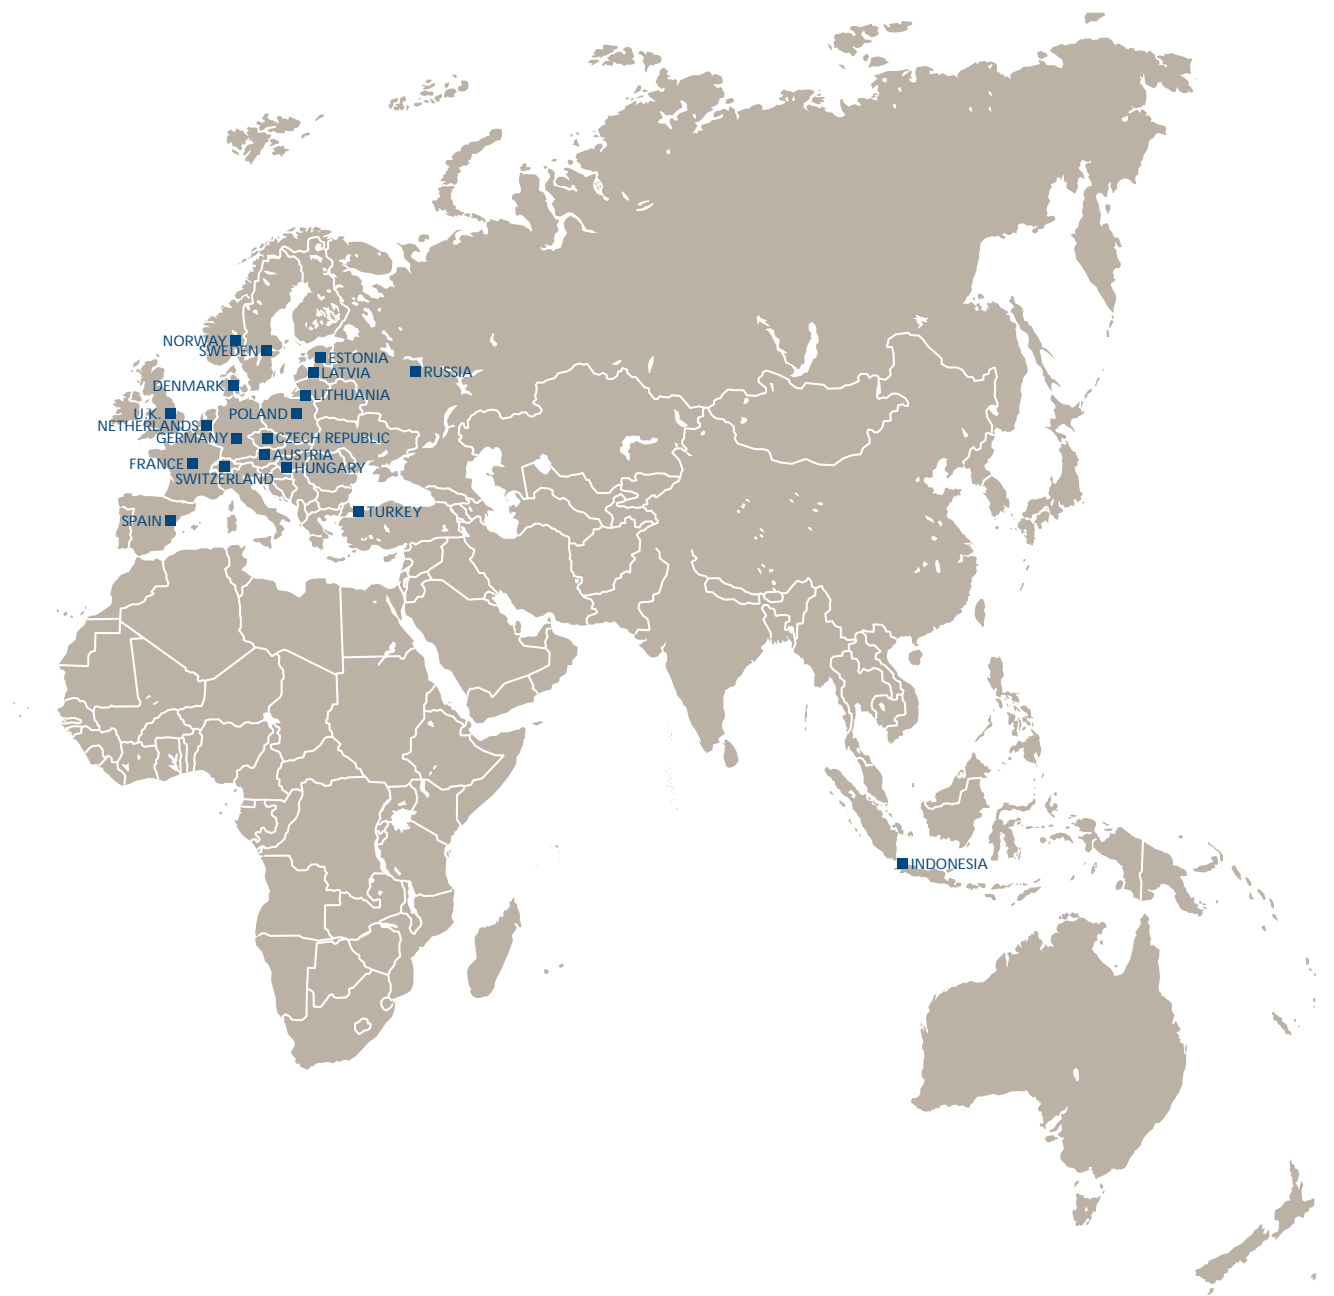 NORWAY
SWEDEN
ESTONIA
LATVIA
RUSSIA
DENMARK
LITHUANIA
U.K.
POLAND
NETHERLANDS
GERMANY
CZECH REPUBLIC
AUSTRIA
FRANCE
HUNGARY
SWITZERLAND
SPAIN
TURKEY
INDONESIA